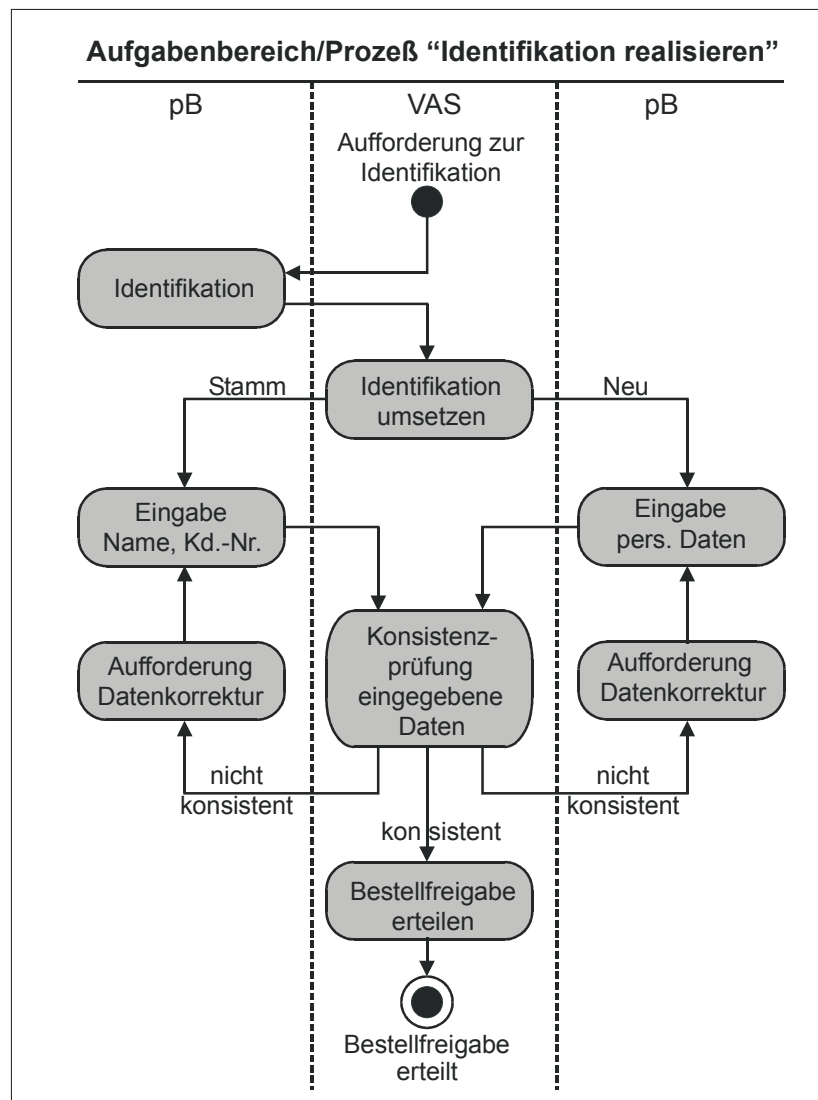 Aufgabenbereich/Prozeß “Identifikation realisieren”
pB
VAS
pB
Aufforderung zur
Identifikation
Identifikation
Stamm
Identifikation
umsetzen
Neu
Eingabe
Name, Kd.-Nr.
Eingabe
pers. Daten
Aufforderung
Datenkorrektur
Konsistenz-
prüfung
eingegebene
Daten
Aufforderung
Datenkorrektur
nicht
konsistent
nicht
konsistent
kon sistent
Bestellfreigabe
erteilen
Bestellfreigabe
erteilt